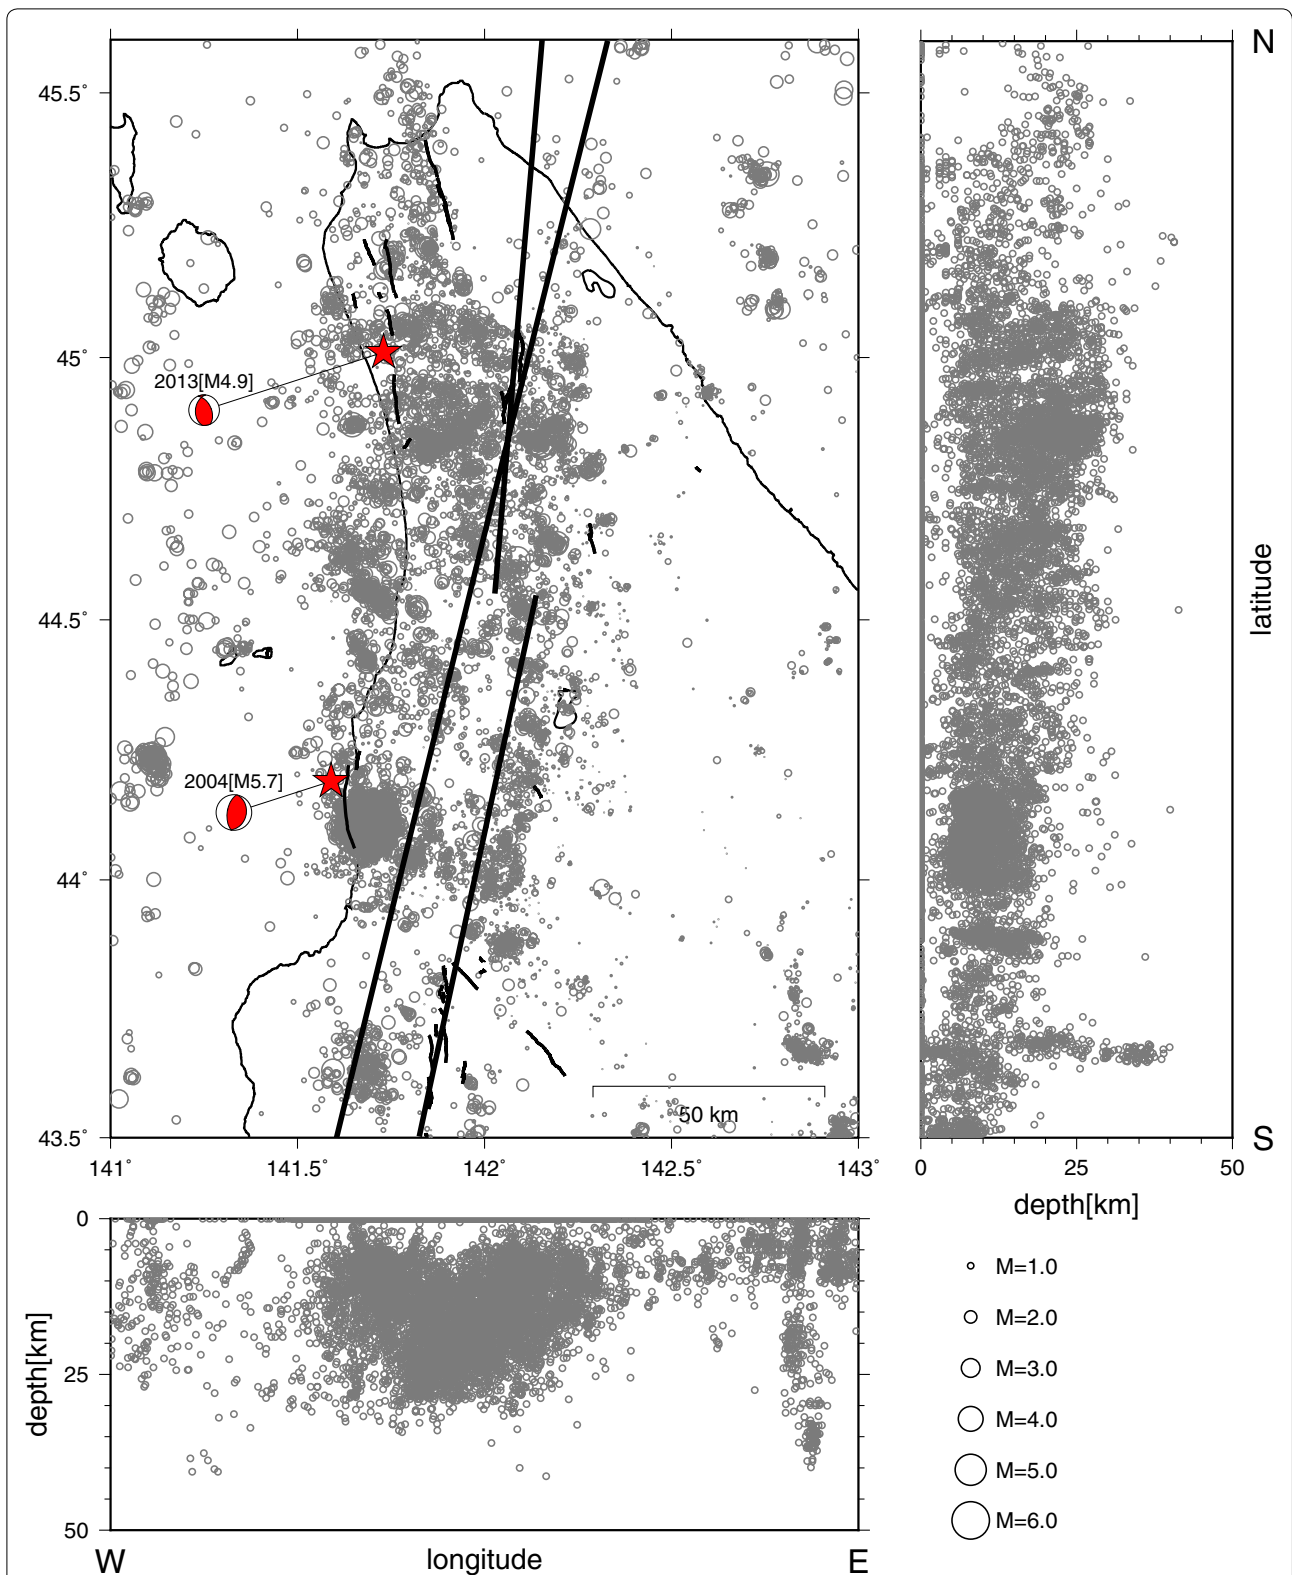 N
45.5°
2013[M4.9]
45°
44.5°
latitude
2004[M5.7]
44°
50 km
43.5°
S
141° 141.5° 142° 142.5° 143°
0 25 50
depth[km]
0
25
50
depth[km]
W longitude E
M=1.0
M=2.0
M=3.0
M=4.0
M=5.0
M=6.0